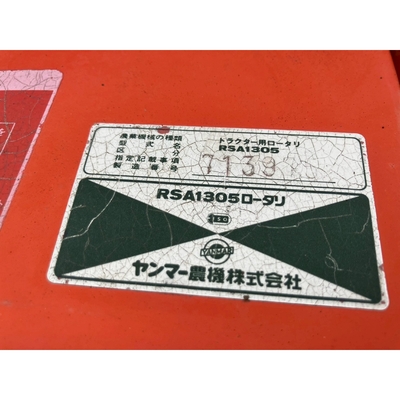 農業機械の種類 トラクター用ロータリ
型式名 RSA1305
区分
指定記載事項
製造番号 7139
RSA1305ロータリ
ISO
YANMAR
ヤンマー農機株式会社